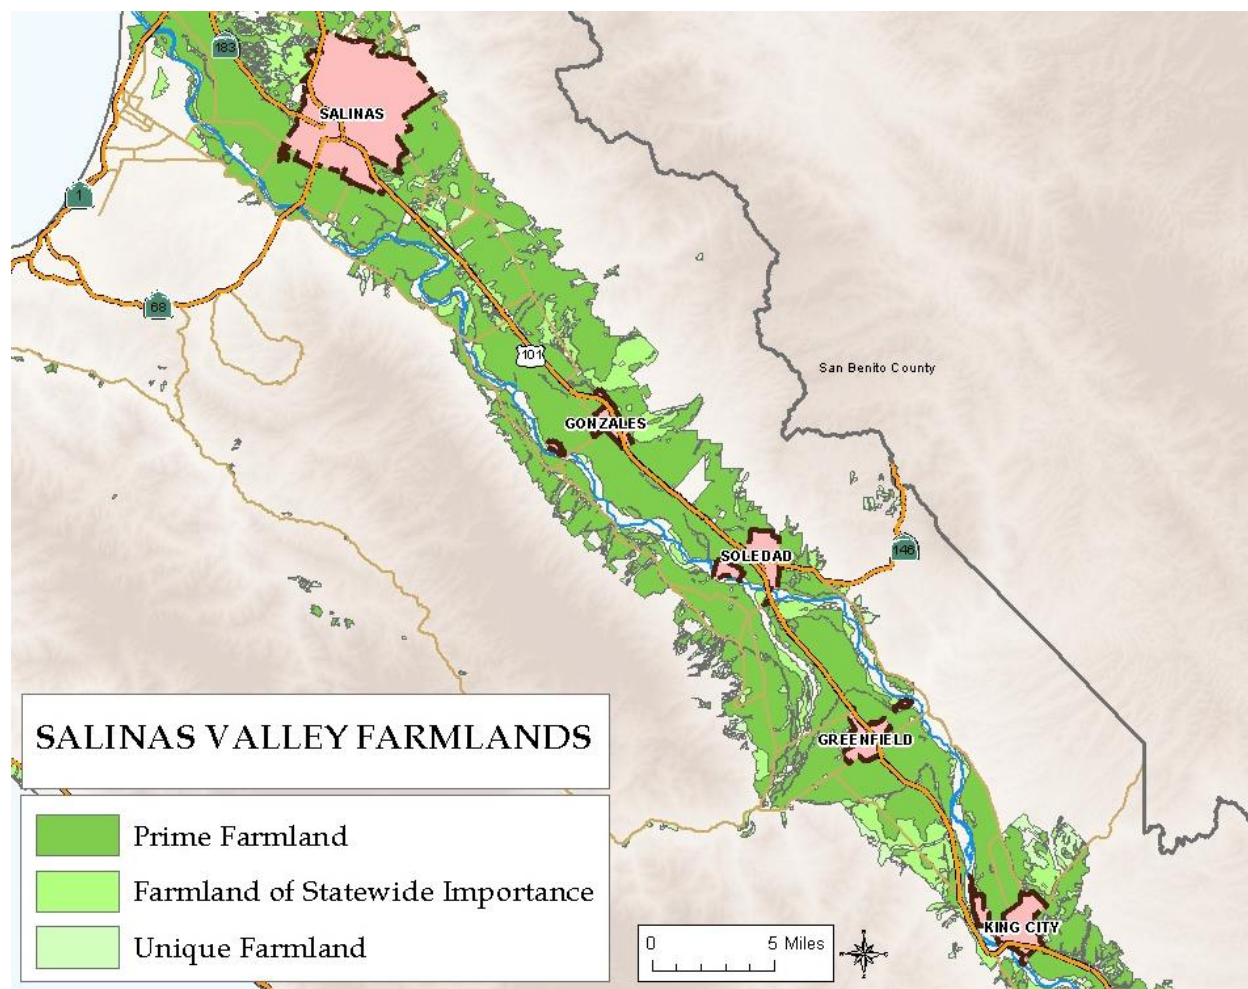 183
SALINAS
1
68
101
San Benito County
GONZALES
SOLEDAD
146
GREENFIELD
KING CITY
SALINAS VALLEY FARMLANDS
Prime Farmland
Farmland of Statewide Importance
Unique Farmland
0 5 Miles